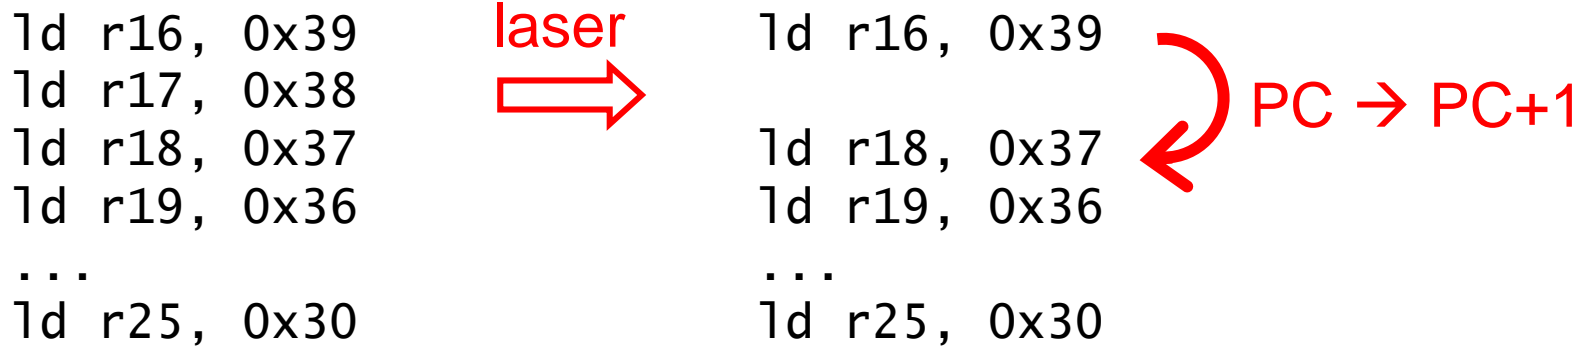 ld r16, 0x39
ld r17, 0x38
ld r18, 0x37
ld r19, 0x36
...
ld r25, 0x30
laser
ld r16, 0x39
ld r18, 0x37
ld r19, 0x36
...
ld r25, 0x30
PC → PC+1